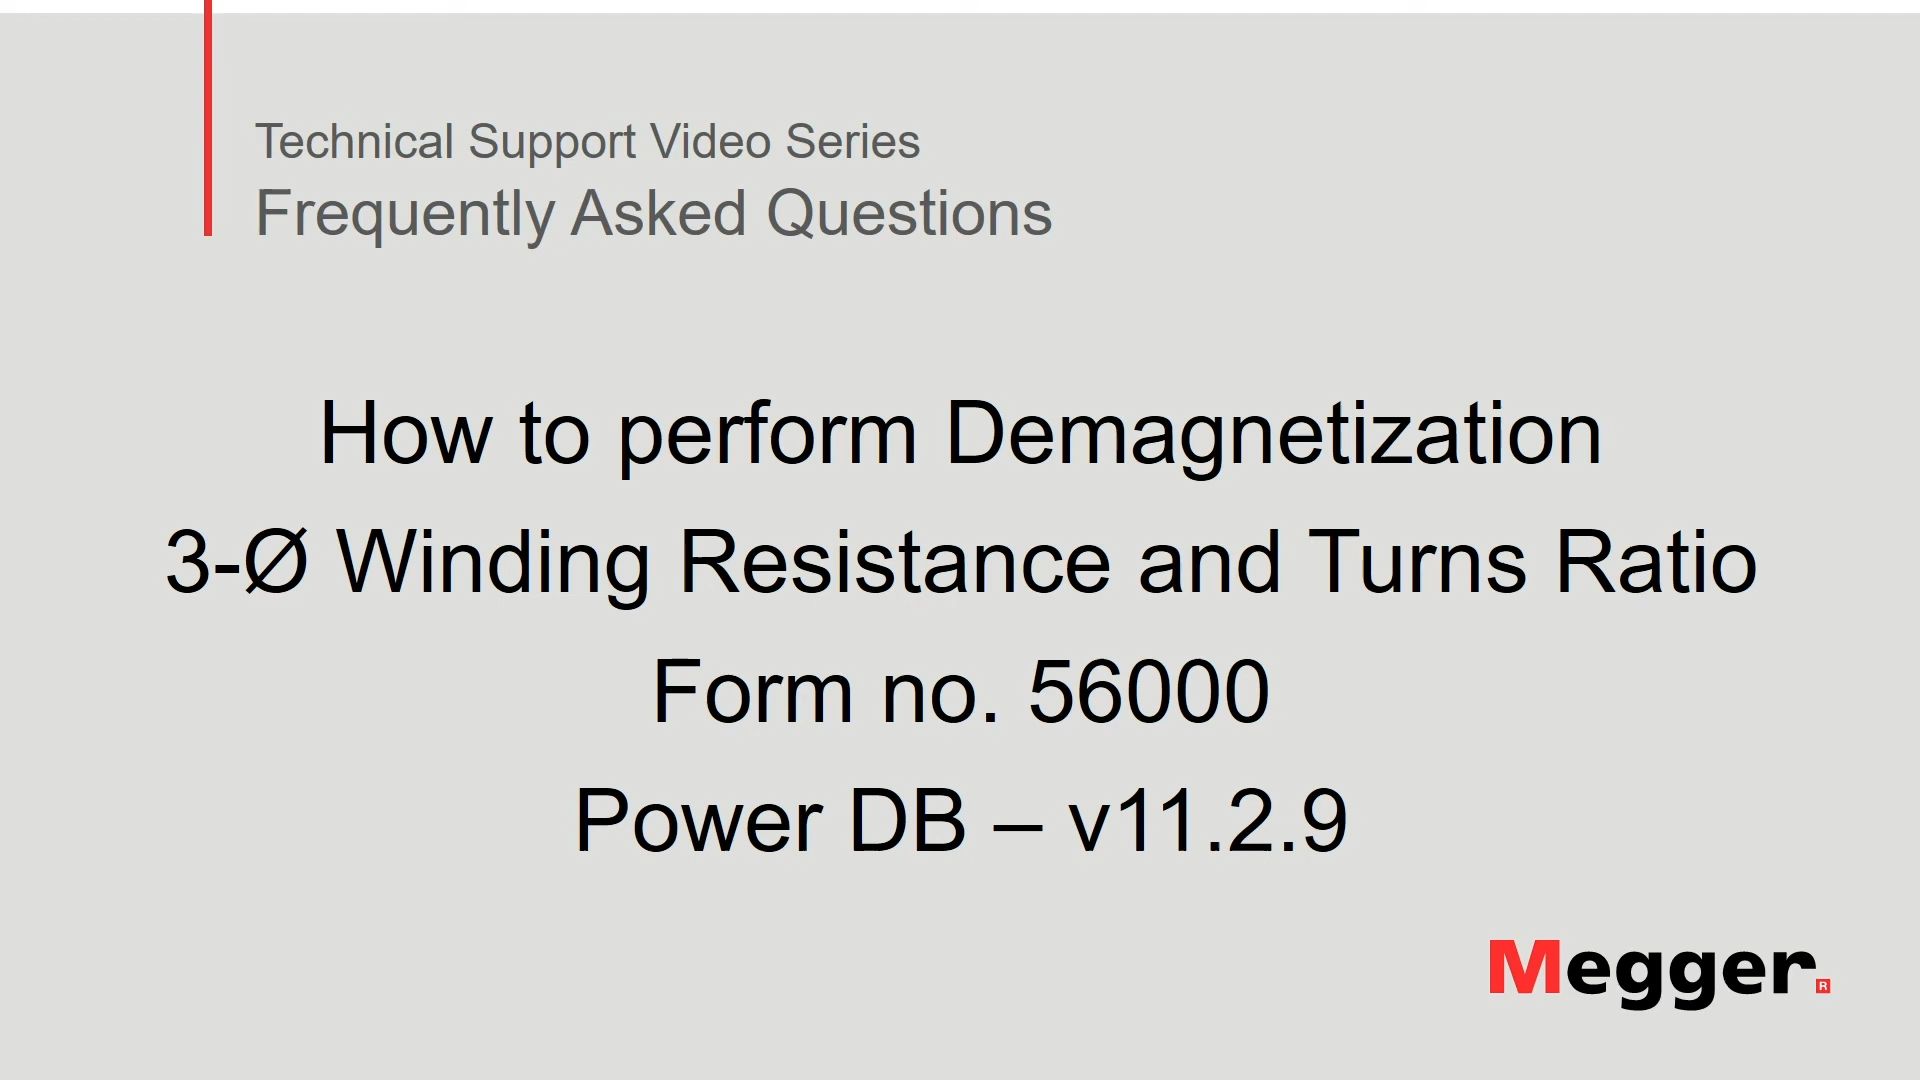 Technical Support Video Series
Frequently Asked Questions
How to perform Demagnetization
3-Ø Winding Resistance and Turns Ratio
Form no. 56000
Power DB – v11.2.9
Megger®